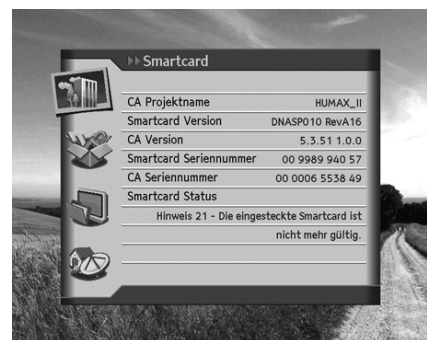 Smartcard
CA Projektname HUMAX_II
Smartcard Version DNASP010 RevA16
CA Version 5.3.51 1.0.0
Smartcard Seriennummer 00 9989 940 57
CA Seriennummer 00 0006 5538 49
Smartcard Status
Hinweis 21 - Die eingesteckte Smartcard ist
nicht mehr gültig.